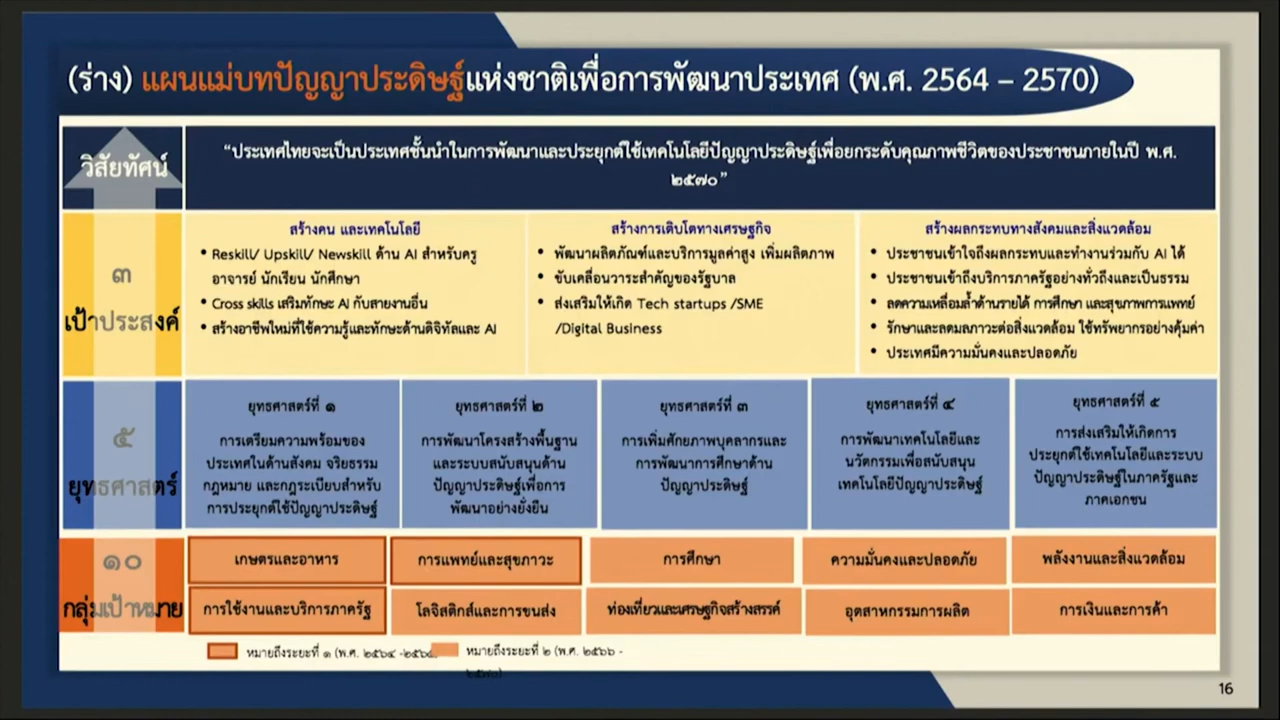 (ร่าง) แผนแม่บทปัญญาประดิษฐ์แห่งชาติเพื่อการพัฒนาประเทศ (พ.ศ. 2564 – 2570)
วิสัยทัศน์
“ประเทศไทยจะเป็นประเทศชั้นนำในการพัฒนาและประยุกต์ใช้เทคโนโลยีปัญญาประดิษฐ์เพื่อยกระดับคุณภาพชีวิตของประชาชนภายในปี พ.ศ.
๒๕๗๐”
๓
เป้าประสงค์
สร้างคน และเทคโนโลยี
• Reskill/ Upskill/ Newskill ด้าน AI สำหรับครู
อาจารย์ นักเรียน นักศึกษา
• Cross skills เสริมทักษะ AI กับสายงานอื่น
• สร้างอาชีพใหม่ที่ใช้ความรู้และทักษะด้านดิจิทัลและ AI
สร้างการเติบโตทางเศรษฐกิจ
• พัฒนาผลิตภัณฑ์และบริการมูลค่าสูง เพิ่มผลิตภาพ
• ขับเคลื่อนวาระสำคัญของรัฐบาล
• ส่งเสริมให้เกิด Tech startups /SME
/Digital Business
สร้างผลกระทบทางสังคมและสิ่งแวดล้อม
• ประชาชนเข้าใจถึงผลกระทบและทำงานร่วมกับ AI ได้
• ประชาชนเข้าถึงบริการภาครัฐอย่างทั่วถึงและเป็นธรรม
• ลดความเหลื่อมล้ำด้านรายได้ การศึกษา และสุขภาพการแพทย์
• รักษาและลดมลภาวะต่อสิ่งแวดล้อม ใช้ทรัพยากรอย่างคุ้มค่า
• ประเทศมีความมั่นคงและปลอดภัย
๕
ยุทธศาสตร์
ยุทธศาสตร์ที่ ๑
การเตรียมความพร้อมของ
ประเทศในด้านสังคม จริยธรรม
กฎหมาย และกฎระเบียบสำหรับ
การประยุกต์ใช้ปัญญาประดิษฐ์
ยุทธศาสตร์ที่ ๒
การพัฒนาโครงสร้างพื้นฐาน
และระบบสนับสนุนด้าน
ปัญญาประดิษฐ์เพื่อการ
พัฒนาอย่างยั่งยืน
ยุทธศาสตร์ที่ ๓
การเพิ่มศักยภาพบุคลากรและ
การพัฒนาการศึกษาด้าน
ปัญญาประดิษฐ์
ยุทธศาสตร์ที่ ๔
การพัฒนาเทคโนโลยีและ
นวัตกรรมเพื่อสนับสนุน
เทคโนโลยีปัญญาประดิษฐ์
ยุทธศาสตร์ที่ ๕
การส่งเสริมให้เกิดการ
ประยุกต์ใช้เทคโนโลยีและระบบ
ปัญญาประดิษฐ์ในภาครัฐและ
ภาคเอกชน
๑๐
กลุ่มเป้าหมาย
เกษตรและอาหาร
การแพทย์และสุขภาวะ
การศึกษา
ความมั่นคงและปลอดภัย
พลังงานและสิ่งแวดล้อม
การใช้งานและบริการภาครัฐ
โลจิสติกส์และการขนส่ง
ท่องเที่ยวและเศรษฐกิจสร้างสรรค์
อุตสาหกรรมการผลิต
การเงินและการค้า
หมายถึงระยะที่ ๑ (พ.ศ. ๒๕๖๔
หมายถึงระยะที่ ๒ (พ.ศ. ๒๕๖๖ -
๒๕๗๐)
16